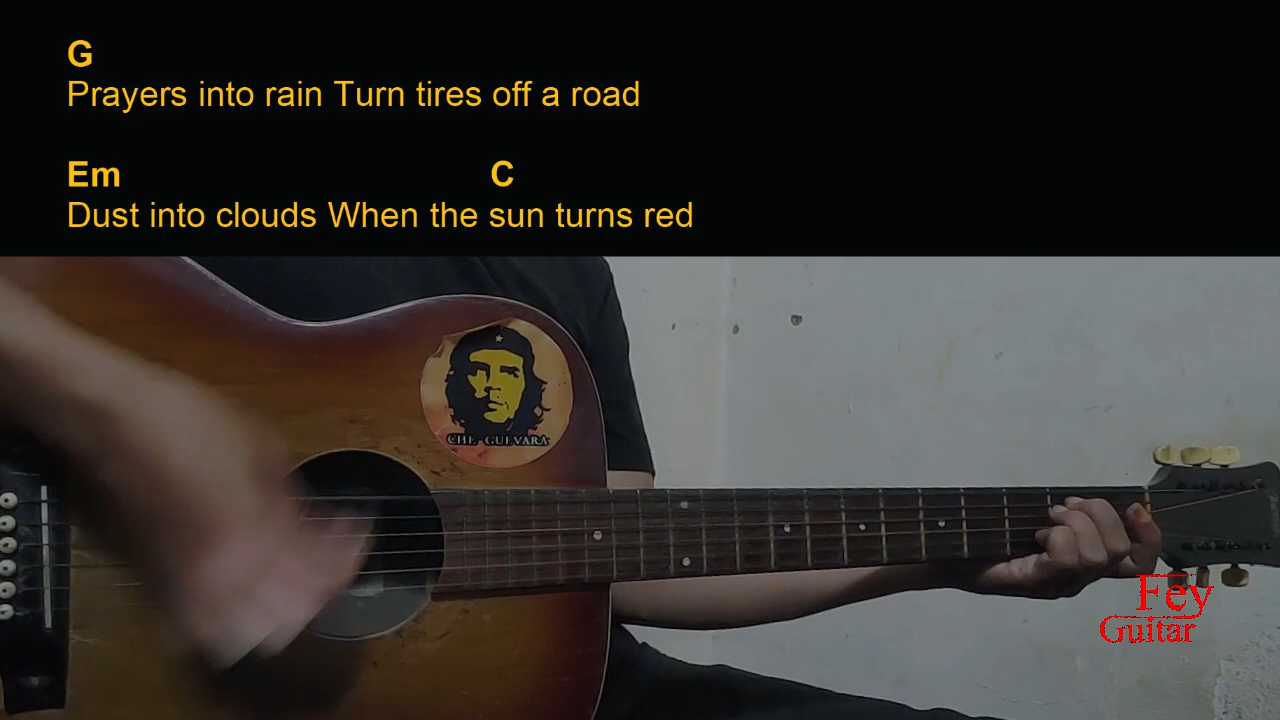 G
Prayers into rain Turn tires off a road
Em C
Dust into clouds When the sun turns red
CHE GUEVARA
Fey
Guitar